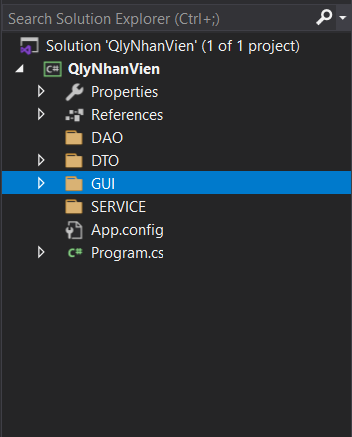 Search Solution Explorer (Ctrl+;)
Solution 'QlyNhanVien' (1 of 1 project)
C# QlyNhanVien
Properties
References
DAO
DTO
GUI
SERVICE
App.config
C# Program.cs